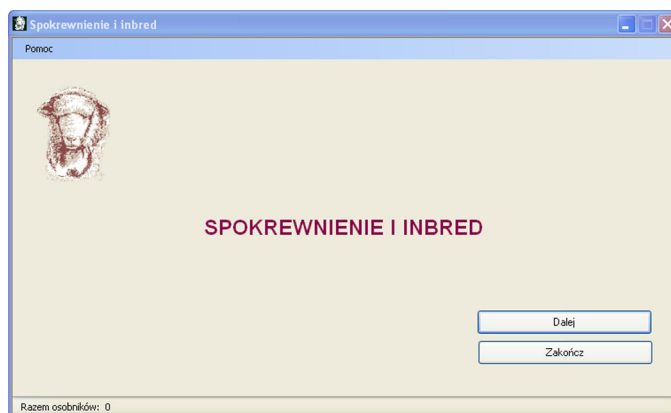 Spokrewnienie i inbred
Pomoc
SPOKREWNIENIE I INBRED
Dalej
Zakończ
Razem osobników: 0